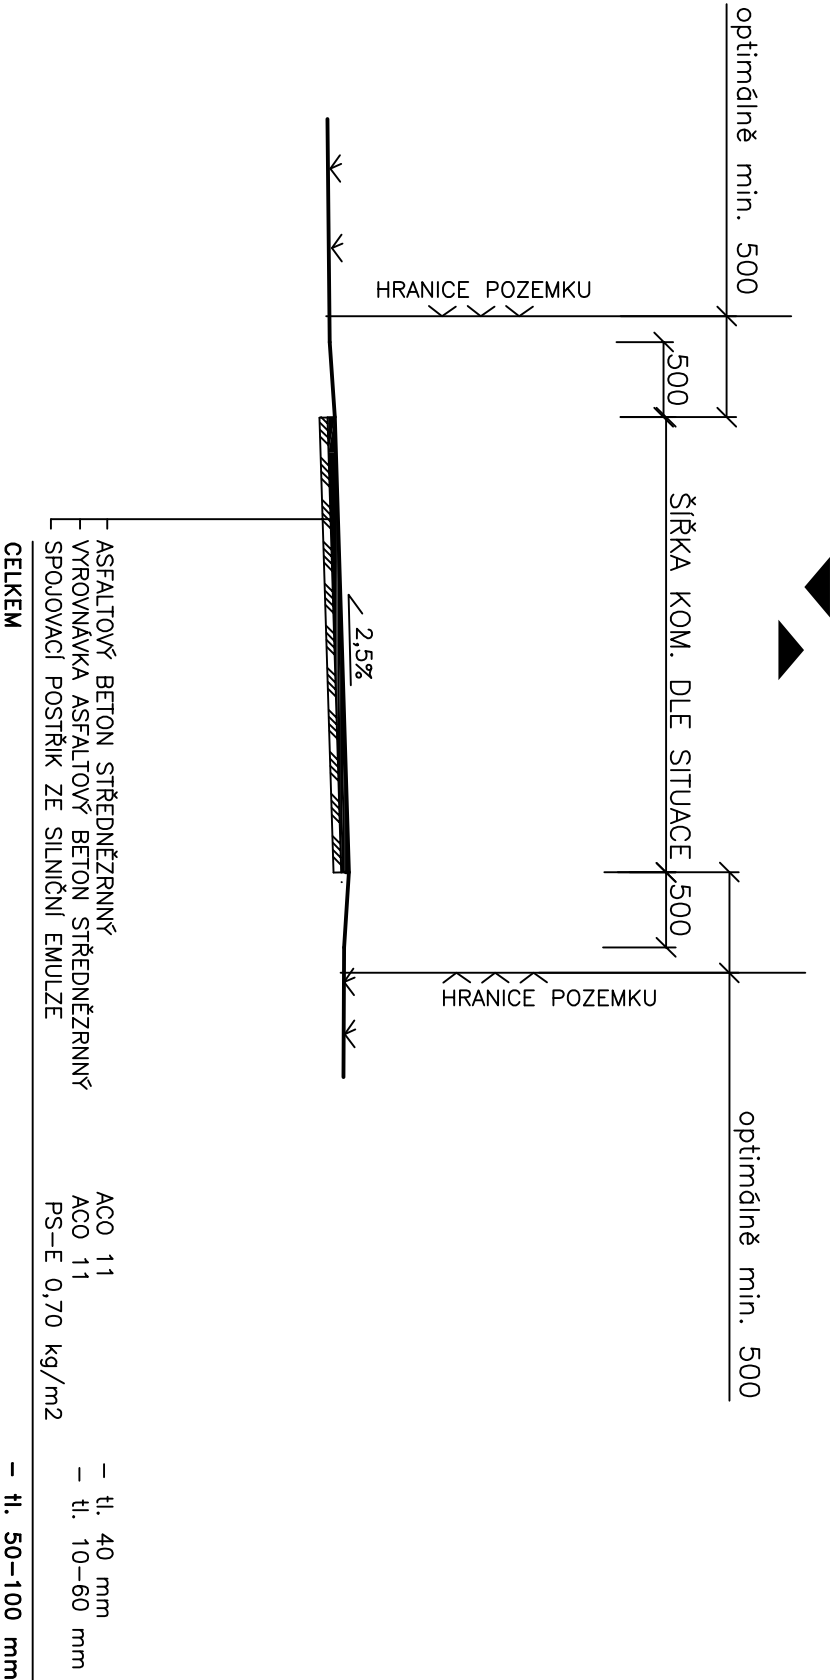 optimálně min. 500
optimálně min. 500
500
ŠÍŘKA KOM. DLE SITUACE
500
HRANICE POZEMKU
HRANICE POZEMKU
2,5%
ASFALTOVÝ BETON STŘEDNĚZRNNÝ ACO 11 – tl. 40 mm
VYROVNÁVKA ASFALTOVÝ BETON STŘEDNĚZRNNÝ ACO 11 – tl. 10–60 mm
SPOJOVACÍ POSTŘIK ZE SILNIČNÍ EMULZE PS–E 0,70 kg/m2
CELKEM – tl. 50–100 mm